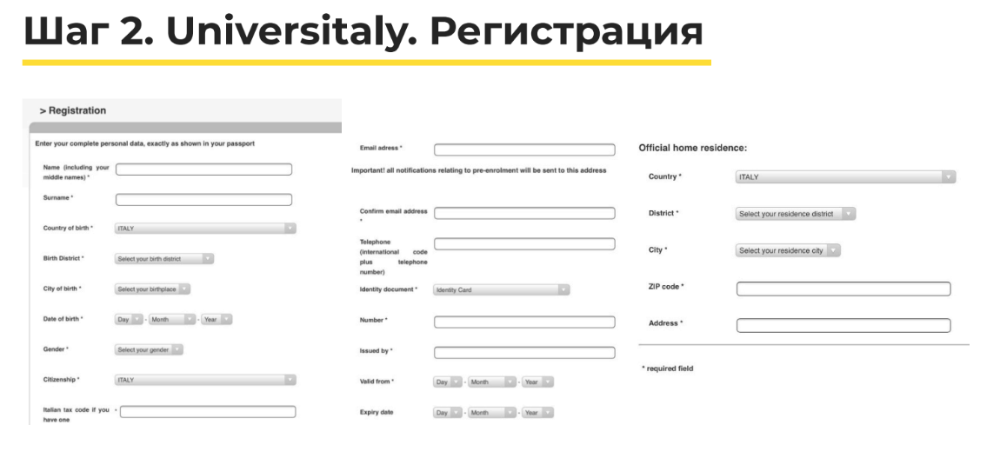 Шаг 2. Universitaly. Регистрация
> Registration
Enter your complete personal data, exactly as shown in your passport
Name (including your
middle names) *
Surname *
Country of birth *
ITALY
Birth District *
Select your birth district
City of birth *
Select your birthplace
Date of birth *
Day - Month - Year
Gender *
Select your gender
Citizenship *
ITALY
Italian tax code if you
have one
Email adress *
Important! all notifications relating to pre-enrolment will be sent to this address
Confirm email address
*
Telephone
(international code
plus telephone
number)
Identity document *
Identity Card
Number *
Issued by *
Valid from *
Day - Month - Year
Expiry date
Day - Month - Year
Official home residence:
Country *
ITALY
District *
Select your residence district
City *
Select your residence city
ZIP code *
Address *
* required field